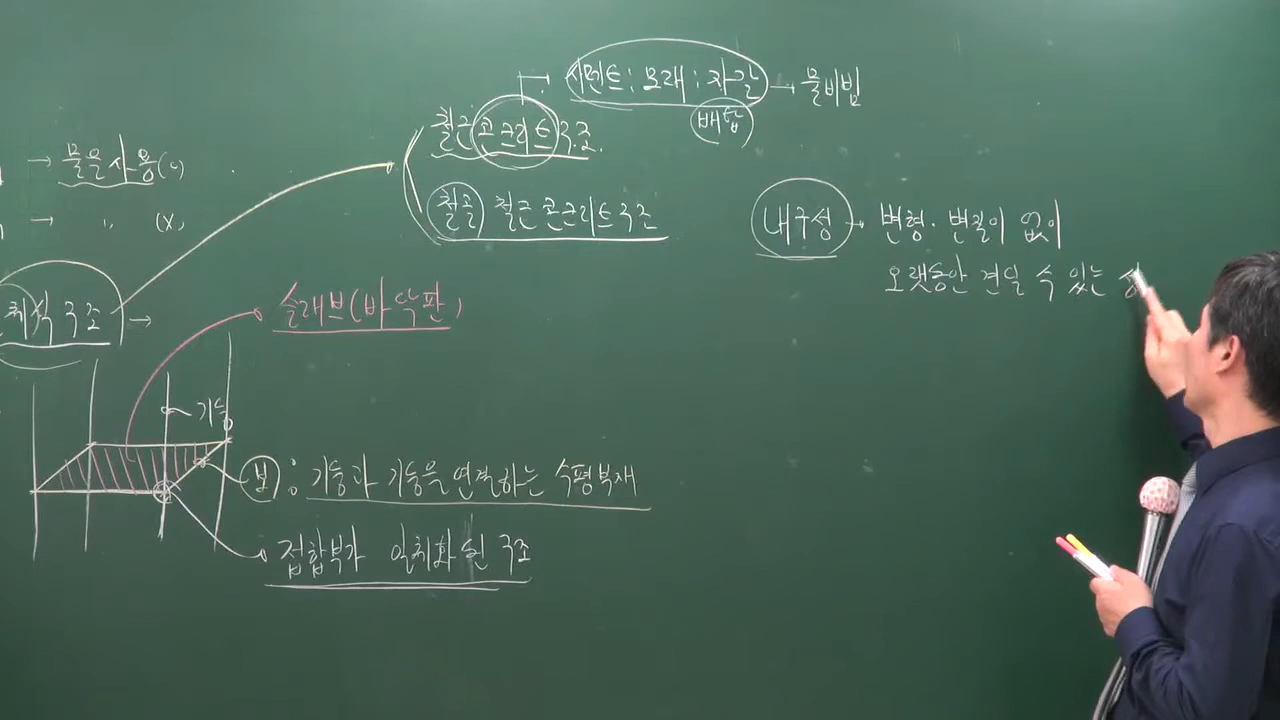 → 물을 사용(o)
→ 〃 (x)
일체식 구조 →
시멘트 : 모래 : 자갈 → 물비빔
배합
철근 콘크리트 구조.
철골 철근 콘크리트 구조
내구성 → 변형·변질이 없이
오랫동안 견딜 수 있는 성
슬래브(바닥판)
기둥
보 : 기둥과 기둥을 연결하는 수평부재
접합부가 일체화 된 구조